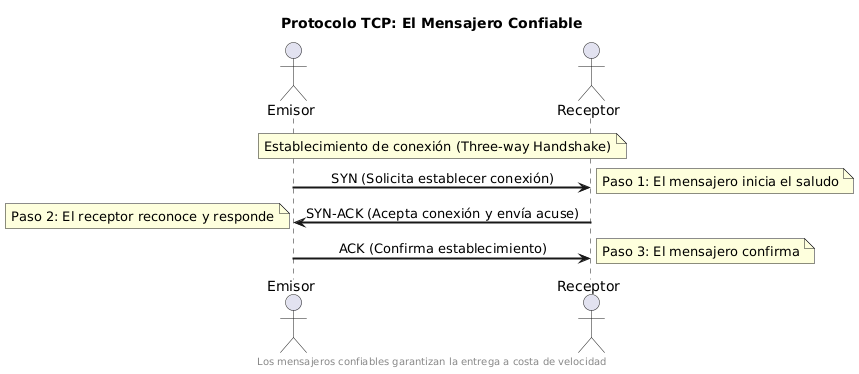 Protocolo TCP: El Mensajero Confiable
Emisor
Receptor
Establecimiento de conexión (Three-way Handshake)
SYN (Solicita establecer conexión)
Paso 1: El mensajero inicia el saludo
Paso 2: El receptor reconoce y responde
SYN-ACK (Acepta conexión y envía acuse)
ACK (Confirma establecimiento)
Paso 3: El mensajero confirma
Emisor
Receptor
Los mensajeros confiables garantizan la entrega a costa de velocidad